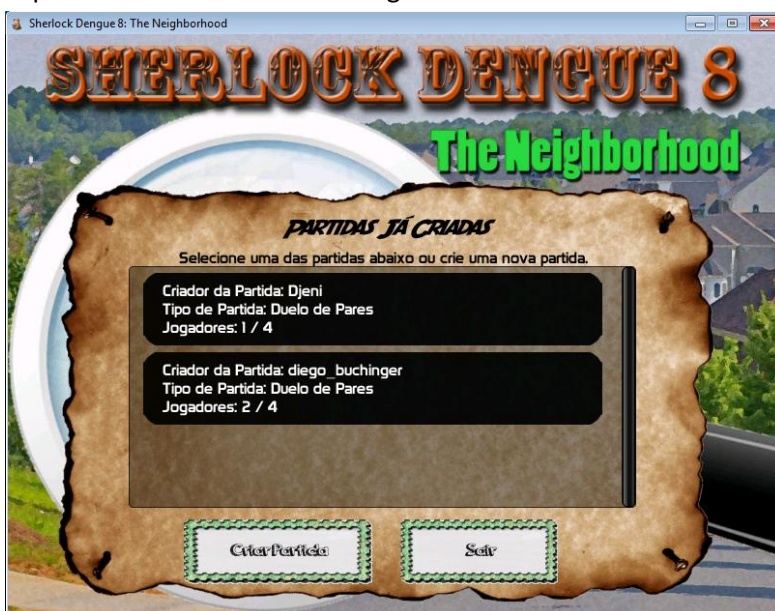 Sherlock Dengue 8: The Neighborhood
SHERLOCK DENGUE 8
The Neighborhood
PARTIDAS JÁ CRIADAS
Selecione uma das partidas abaixo ou crie uma nova partida.
Criador da Partida: Djeni
Tipo de Partida: Duelo de Pares
Jogadores: 1 / 4
Criador da Partida: diego_buchinger
Tipo de Partida: Duelo de Pares
Jogadores: 2 / 4
Criar Partida
Sair